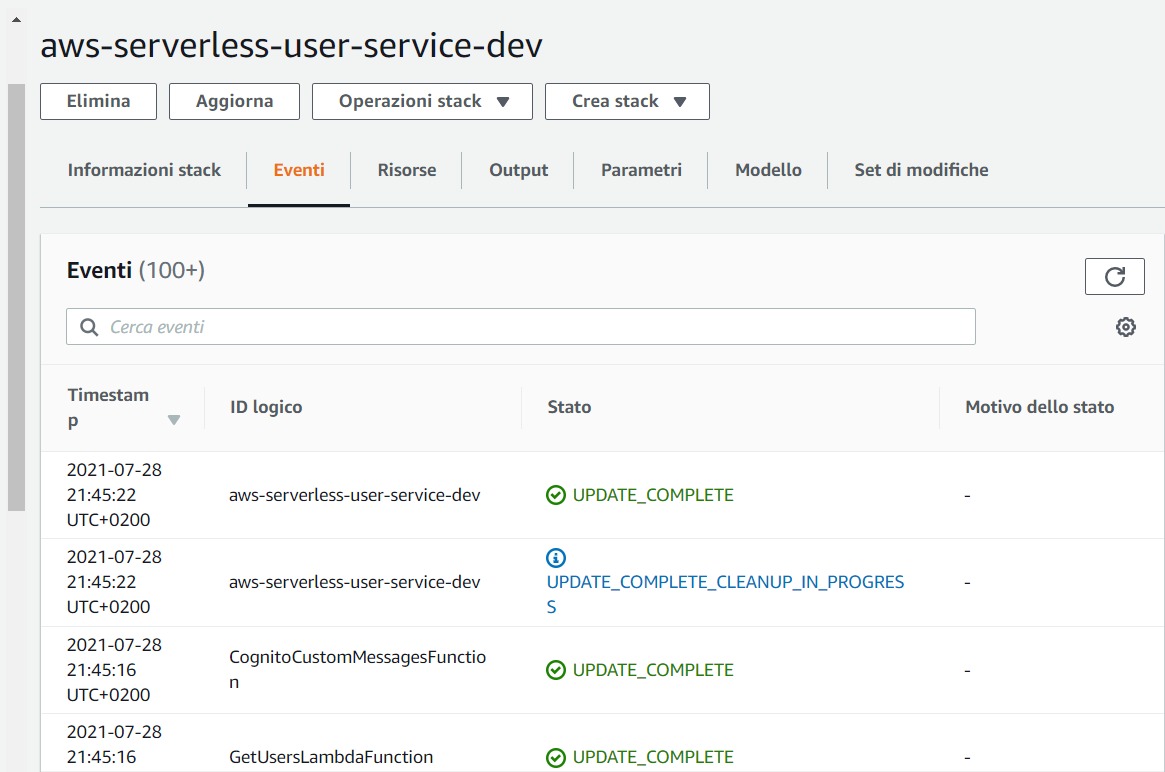 aws-serverless-user-service-dev
Elimina
Aggiorna
Operazioni stack
Crea stack
Informazioni stack
Eventi
Risorse
Output
Parametri
Modello
Set di modifiche
Eventi (100+)
Cerca eventi
Timestam
p
ID logico
Stato
Motivo dello stato
2021-07-28
21:45:22
UTC+0200
aws-serverless-user-service-dev
UPDATE_COMPLETE
-
2021-07-28
21:45:22
UTC+0200
aws-serverless-user-service-dev
UPDATE_COMPLETE_CLEANUP_IN_PROGRES
S
-
2021-07-28
21:45:16
UTC+0200
CognitoCustomMessagesFunctio
n
UPDATE_COMPLETE
-
2021-07-28
21:45:16
GetUsersLambdaFunction
UPDATE_COMPLETE
-